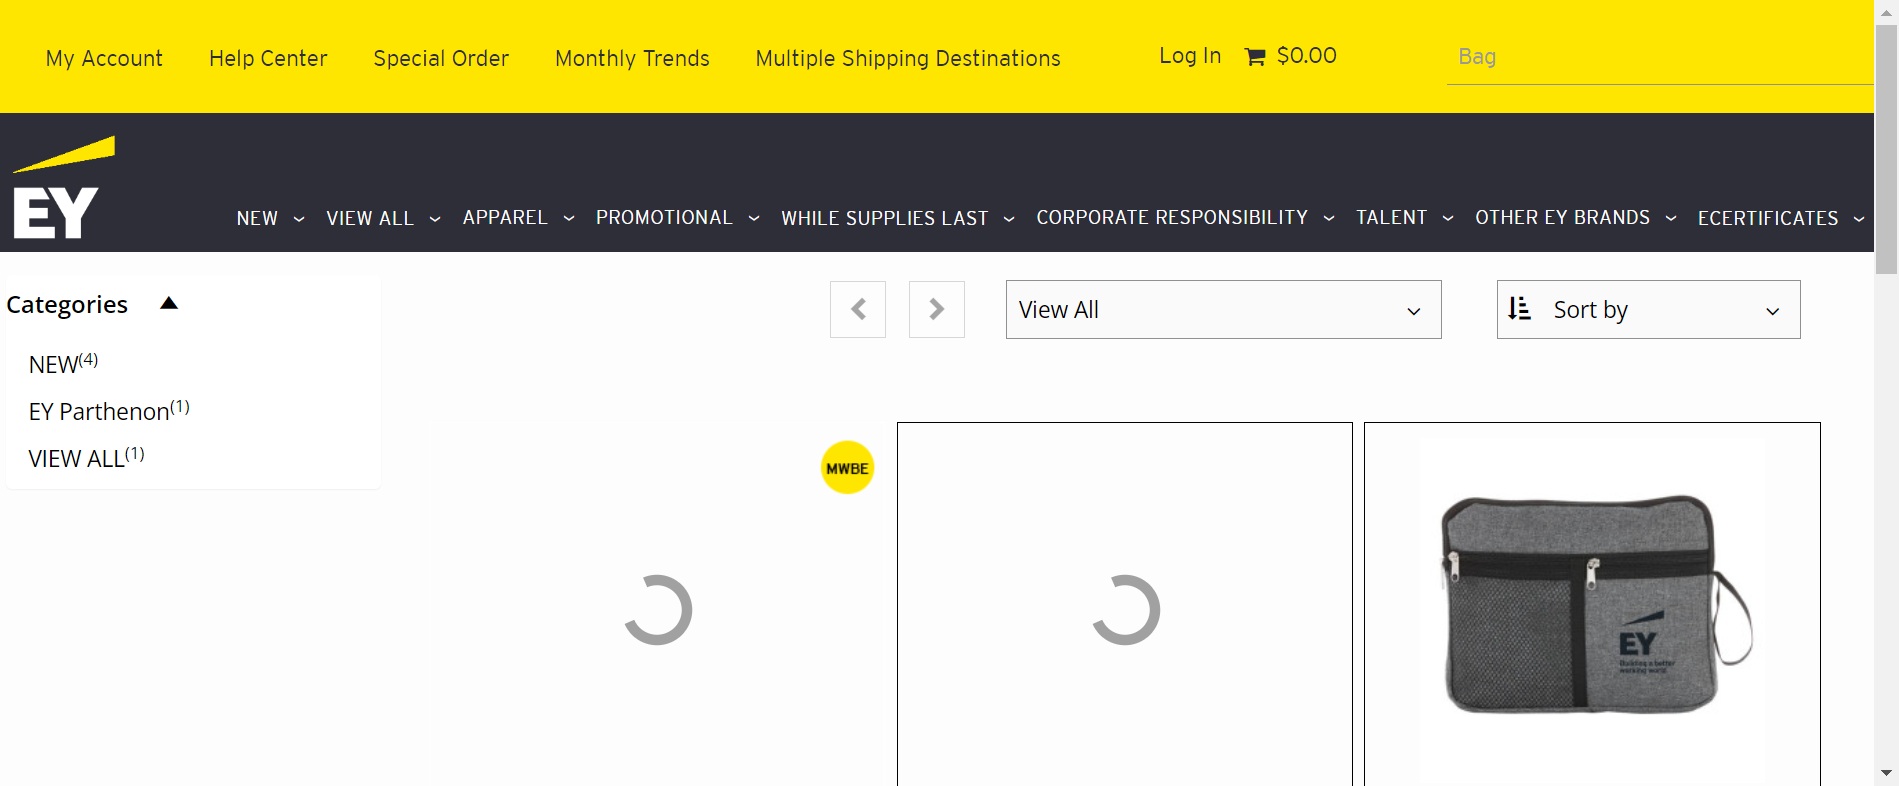 My Account Help Center Special Order Monthly Trends Multiple Shipping Destinations Log In $0.00 Bag
EY
NEW VIEW ALL APPAREL PROMOTIONAL WHILE SUPPLIES LAST CORPORATE RESPONSIBILITY TALENT OTHER EY BRANDS ECERTIFICATES
Categories
View All
Sort by
NEW(4)
EY Parthenon(1)
VIEW ALL(1)
MWBE
EY
Building a better
working world